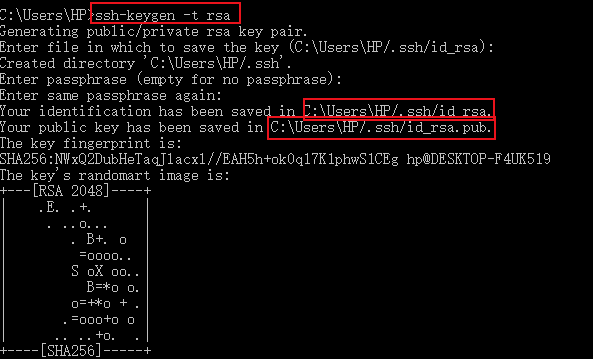 C:\Users\HP>ssh-keygen -t rsa
Generating public/private rsa key pair.
Enter file in which to save the key (C:\Users\HP/.ssh/id_rsa):
Created directory 'C:\Users\HP/.ssh'.
Enter passphrase (empty for no passphrase):
Enter same passphrase again:
Your identification has been saved in C:\Users\HP/.ssh/id_rsa.
Your public key has been saved in C:\Users\HP/.ssh/id_rsa.pub.
The key fingerprint is:
SHA256:NWxQ2DubHeTaqJlacx1//EAH5h+ok0q17K1phwS1CEg hp@DESKTOP-F4UK519
The key's randomart image is:
+---[RSA 2048]----+
|    .E. .+.      |
|     . ..o...    |
|       . B+. o   |
|        =oooo..  |
|       S oX oo.. |
|         B=*o o. |
|       o=+*o + . |
|      .=ooo+o o  |
|     .. ..+o. .  |
+----[SHA256]-----+